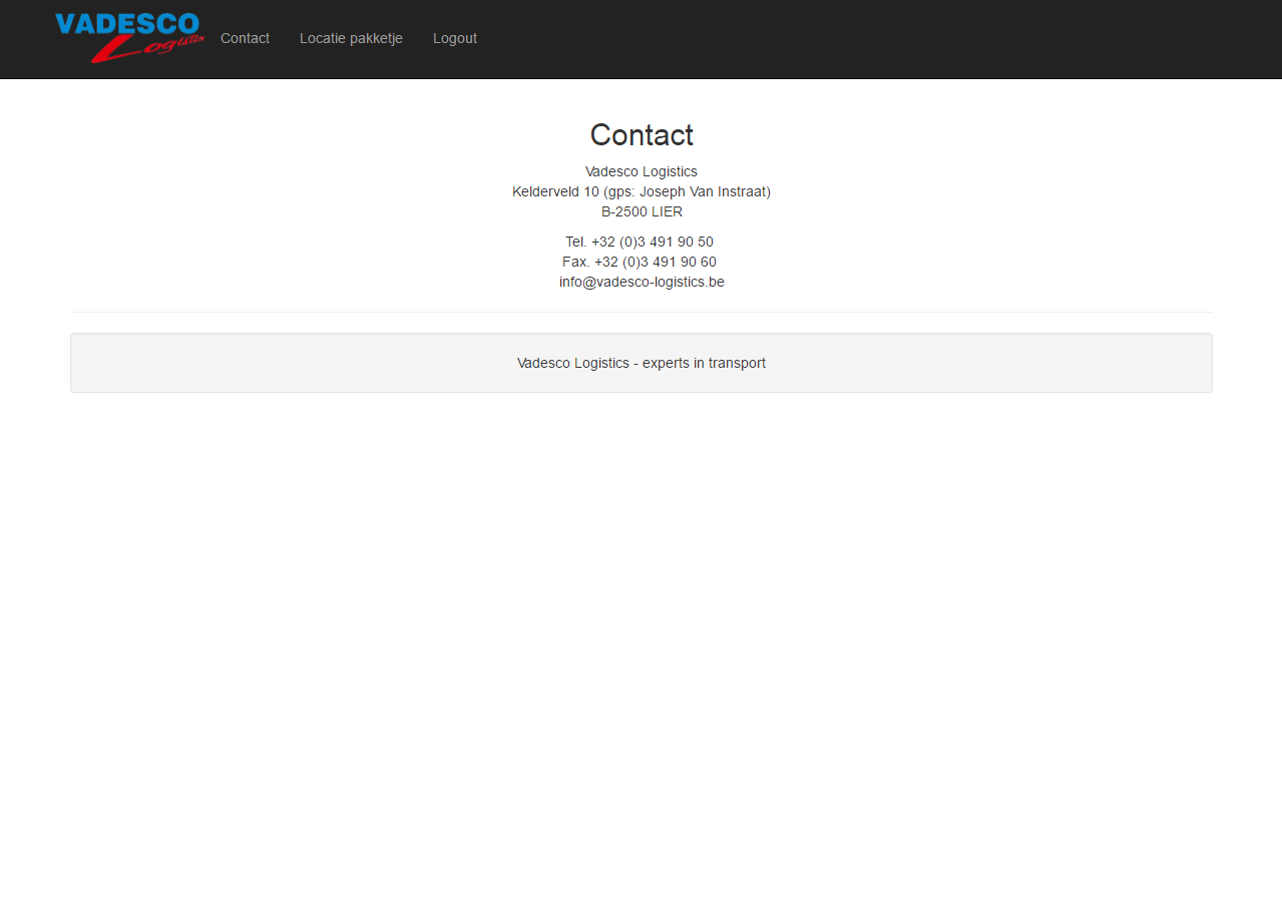 VADESCO
Logistics
Contact
Locatie pakketje
Logout
Contact
Vadesco Logistics
Kelderveld 10 (gps: Joseph Van Instraat)
B-2500 LIER
Tel. +32 (0)3 491 90 50
Fax. +32 (0)3 491 90 60
info@vadesco-logistics.be
Vadesco Logistics - experts in transport